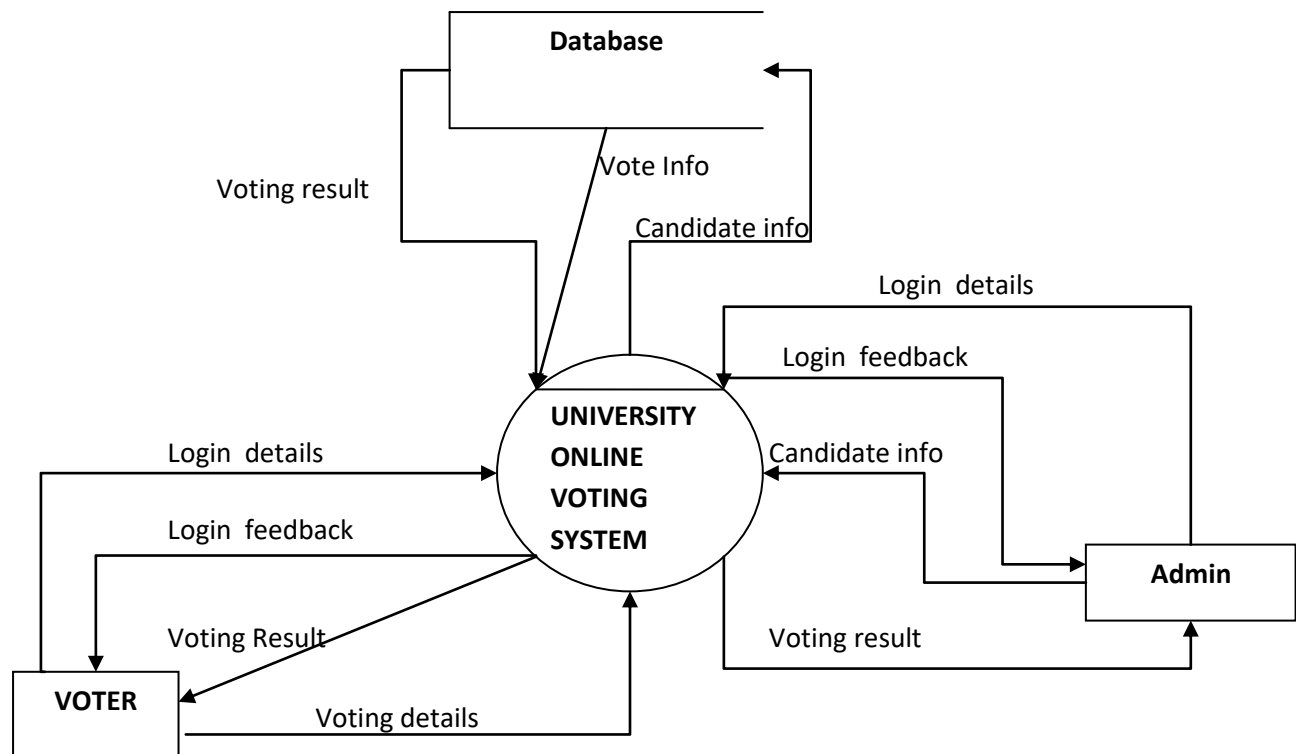 Database
Vote Info
Voting result
Candidate info
Login  details
Login  feedback
UNIVERSITY
ONLINE
VOTING
SYSTEM
Login  details
Candidate info
Login  feedback
Admin
Voting Result
Voting result
VOTER
Voting details